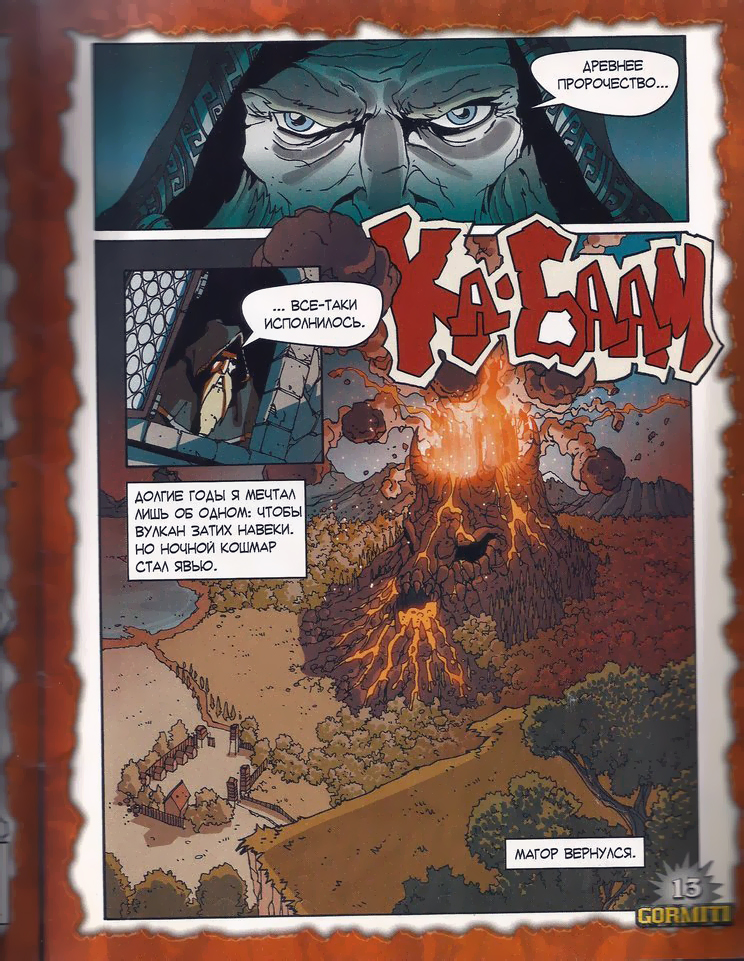 ДРЕВНЕЕ
ПРОРОЧЕСТВО...
КА-БААМ
... ВСЕ-ТАКИ
ИСПОЛНИЛОСЬ.
ДОЛГИЕ ГОДЫ Я МЕЧТАЛ
ЛИШЬ ОБ ОДНОМ: ЧТОБЫ
ВУЛКАН ЗАТИХ НАВЕКИ.
НО НОЧНОЙ КОШМАР
СТАЛ ЯВЬЮ.
МАГОР ВЕРНУЛСЯ.
13
GORMITI